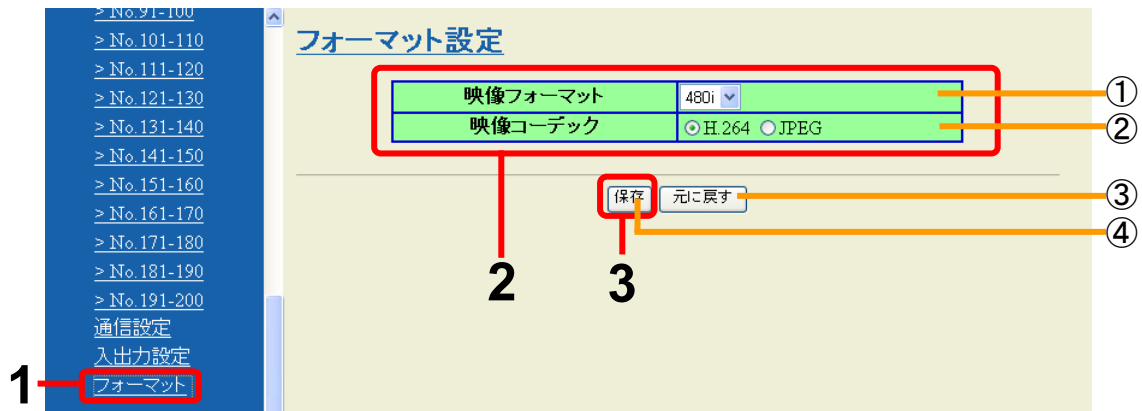 > No.91-100
> No.101-110
> No.111-120
> No.121-130
> No.131-140
> No.141-150
> No.151-160
> No.161-170
> No.171-180
> No.181-190
> No.191-200
通信設定
入出力設定
1 フォーマット
フォーマット設定
映像フォーマット 480i ①
映像コーデック H.264 JPEG ②
保存 元に戻す ③
④
2 3